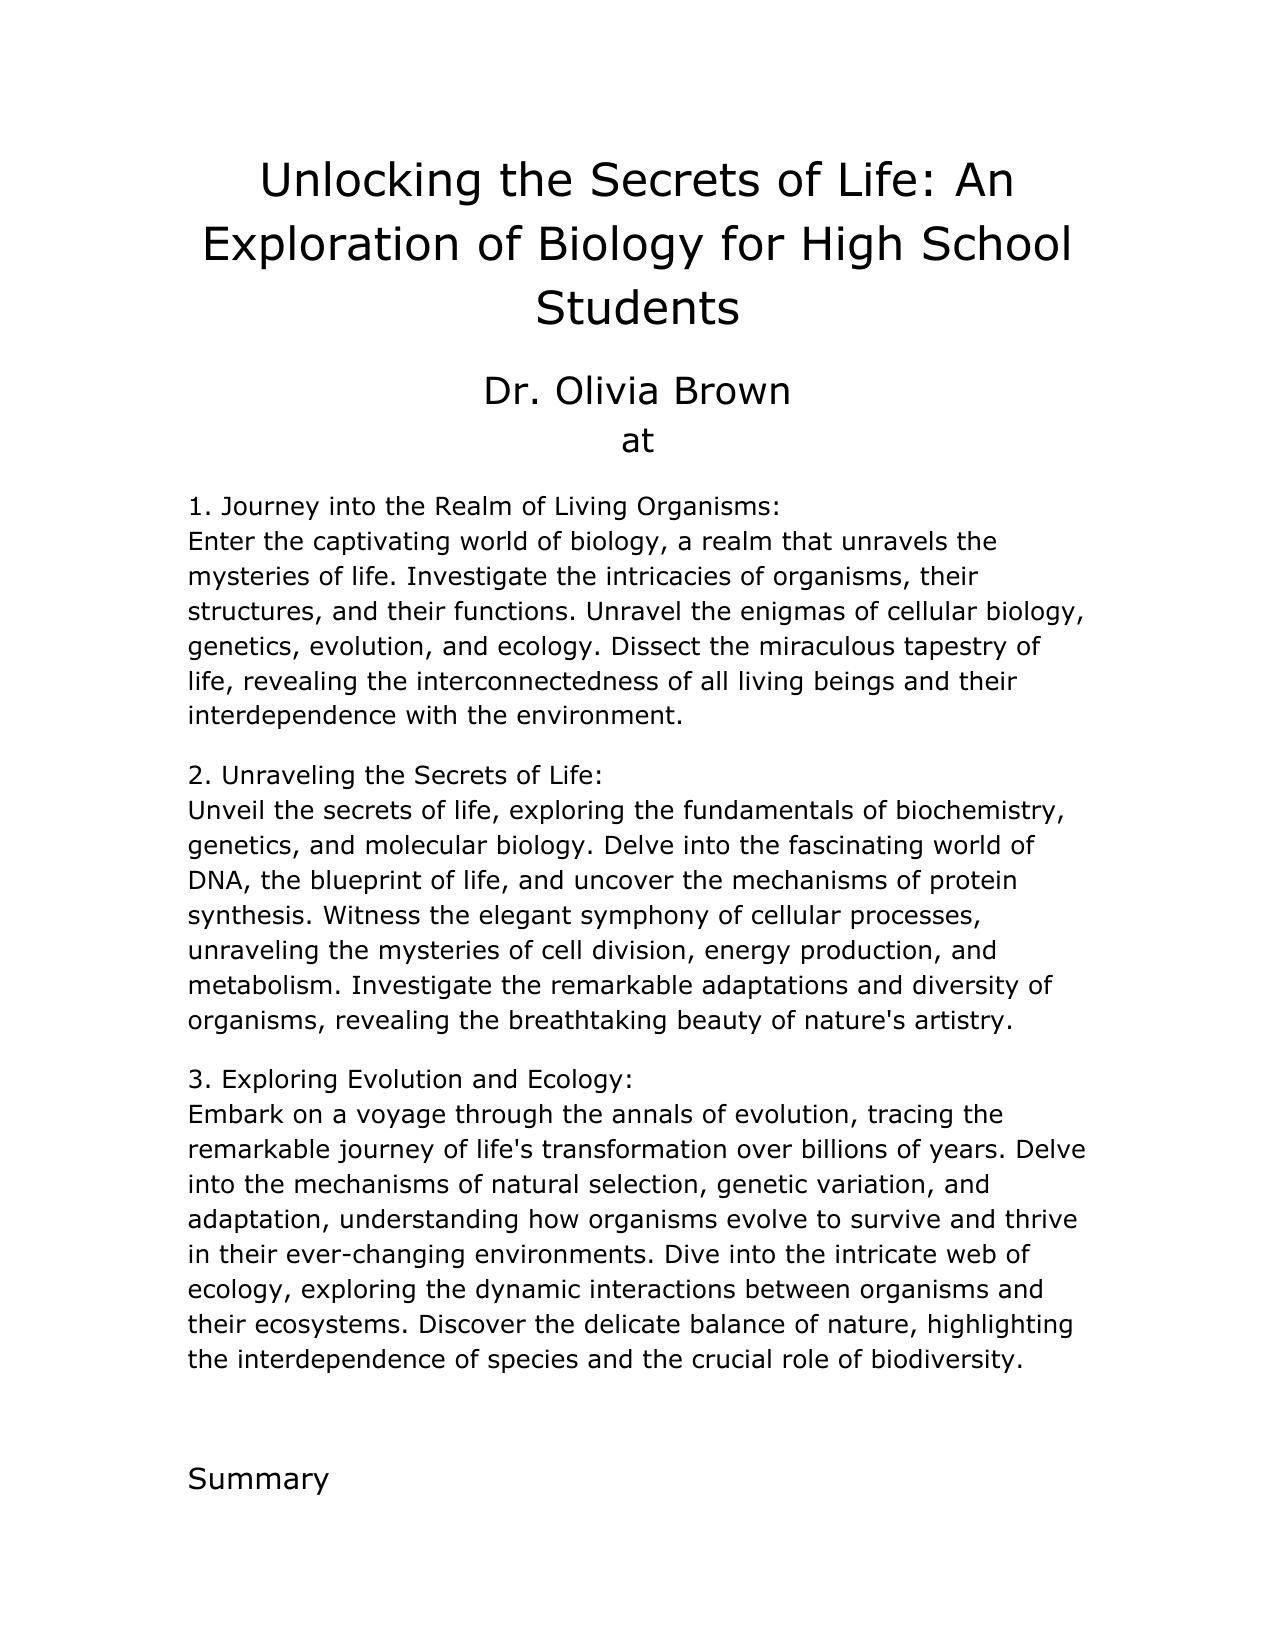 Unlocking the Secrets of Life: An
Exploration of Biology for High School
Students
Dr. Olivia Brown
at
1. Journey into the Realm of Living Organisms:
Enter the captivating world of biology, a realm that unravels the
mysteries of life. Investigate the intricacies of organisms, their
structures, and their functions. Unravel the enigmas of cellular biology,
genetics, evolution, and ecology. Dissect the miraculous tapestry of
life, revealing the interconnectedness of all living beings and their
interdependence with the environment.
2. Unraveling the Secrets of Life:
Unveil the secrets of life, exploring the fundamentals of biochemistry,
genetics, and molecular biology. Delve into the fascinating world of
DNA, the blueprint of life, and uncover the mechanisms of protein
synthesis. Witness the elegant symphony of cellular processes,
unraveling the mysteries of cell division, energy production, and
metabolism. Investigate the remarkable adaptations and diversity of
organisms, revealing the breathtaking beauty of nature's artistry.
3. Exploring Evolution and Ecology:
Embark on a voyage through the annals of evolution, tracing the
remarkable journey of life's transformation over billions of years. Delve
into the mechanisms of natural selection, genetic variation, and
adaptation, understanding how organisms evolve to survive and thrive
in their ever-changing environments. Dive into the intricate web of
ecology, exploring the dynamic interactions between organisms and
their ecosystems. Discover the delicate balance of nature, highlighting
the interdependence of species and the crucial role of biodiversity.
Summary